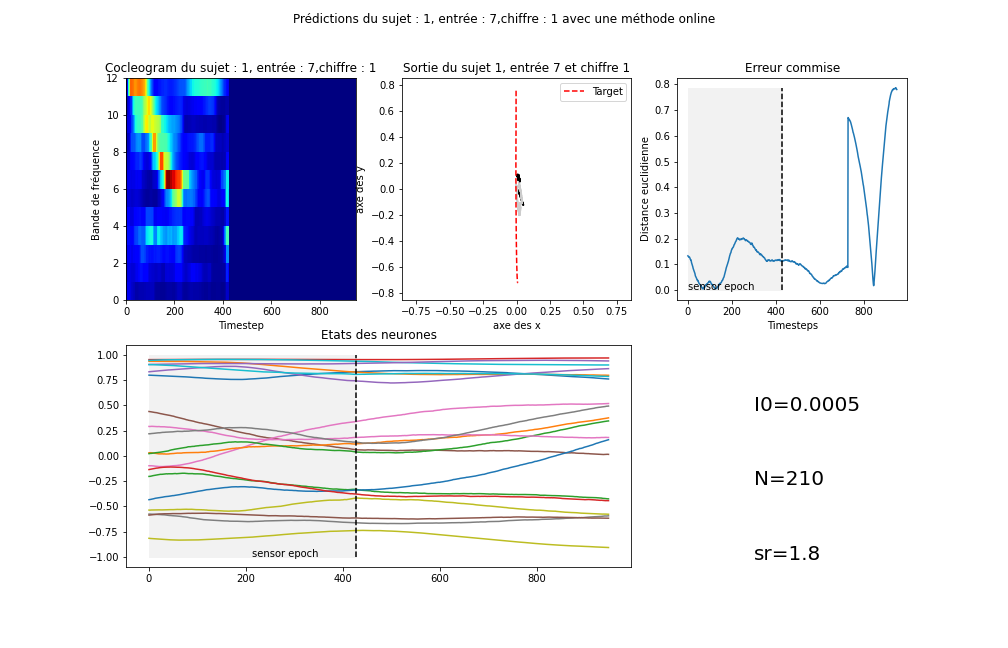 Prédictions du sujet : 1, entrée : 7,chiffre : 1 avec une méthode online
Cocleogram du sujet : 1, entrée : 7,chiffre : 1
Bande de fréquence
12
10
8
6
4
2
0
0 200 400 600 800
Timestep
Sortie du sujet 1, entrée 7 et chiffre 1
axe des y
0.8
0.6
0.4
0.2
0.0
−0.2
−0.4
−0.6
−0.8
Target
−0.75 −0.50 −0.25 0.00 0.25 0.50 0.75
axe des x
Erreur commise
Distance euclidienne
0.8
0.7
0.6
0.5
0.4
0.3
0.2
0.1
0.0
sensor epoch
0 200 400 600 800
Timesteps
Etats des neurones
1.00
0.75
0.50
0.25
0.00
−0.25
−0.50
−0.75
−1.00
sensor epoch
0 200 400 600 800
I0=0.0005
N=210
sr=1.8